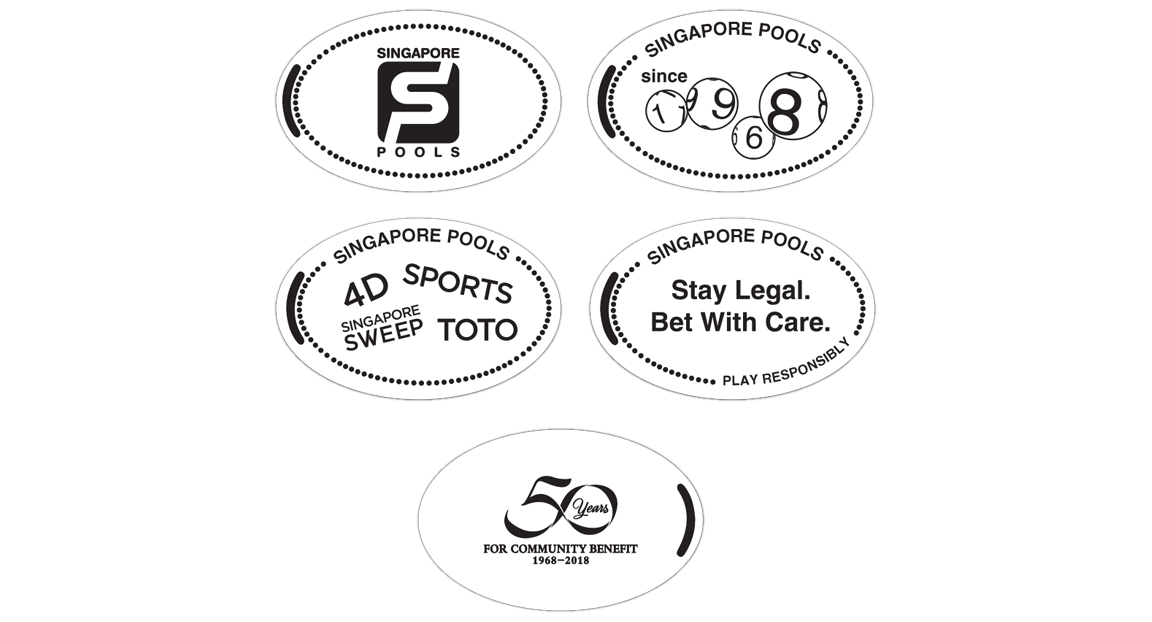 SINGAPORE
POOLS
SINGAPORE POOLS
since
1 9 6 8
SINGAPORE POOLS
4D SPORTS
SINGAPORE
SWEEP TOTO
SINGAPORE POOLS
Stay Legal.
Bet With Care.
PLAY RESPONSIBLY
50 Years
FOR COMMUNITY BENEFIT
1968–2018